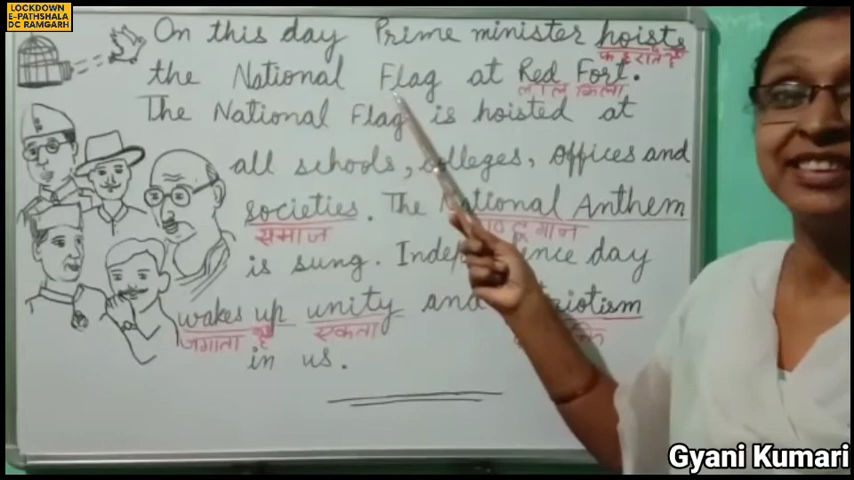 LOCKDOWN
E-PATHSHALA
DC RAMGARH
On this day Prime minister hoists
फहराते हैं
the National Flag at Red Fort.
लाल किला
The National Flag is hoisted at
all schools, colleges, offices and
societies. The National Anthem
समाज गान
is sung. Independence day
wakes up unity and
जगाता है एकता
in us.
Gyani Kumari